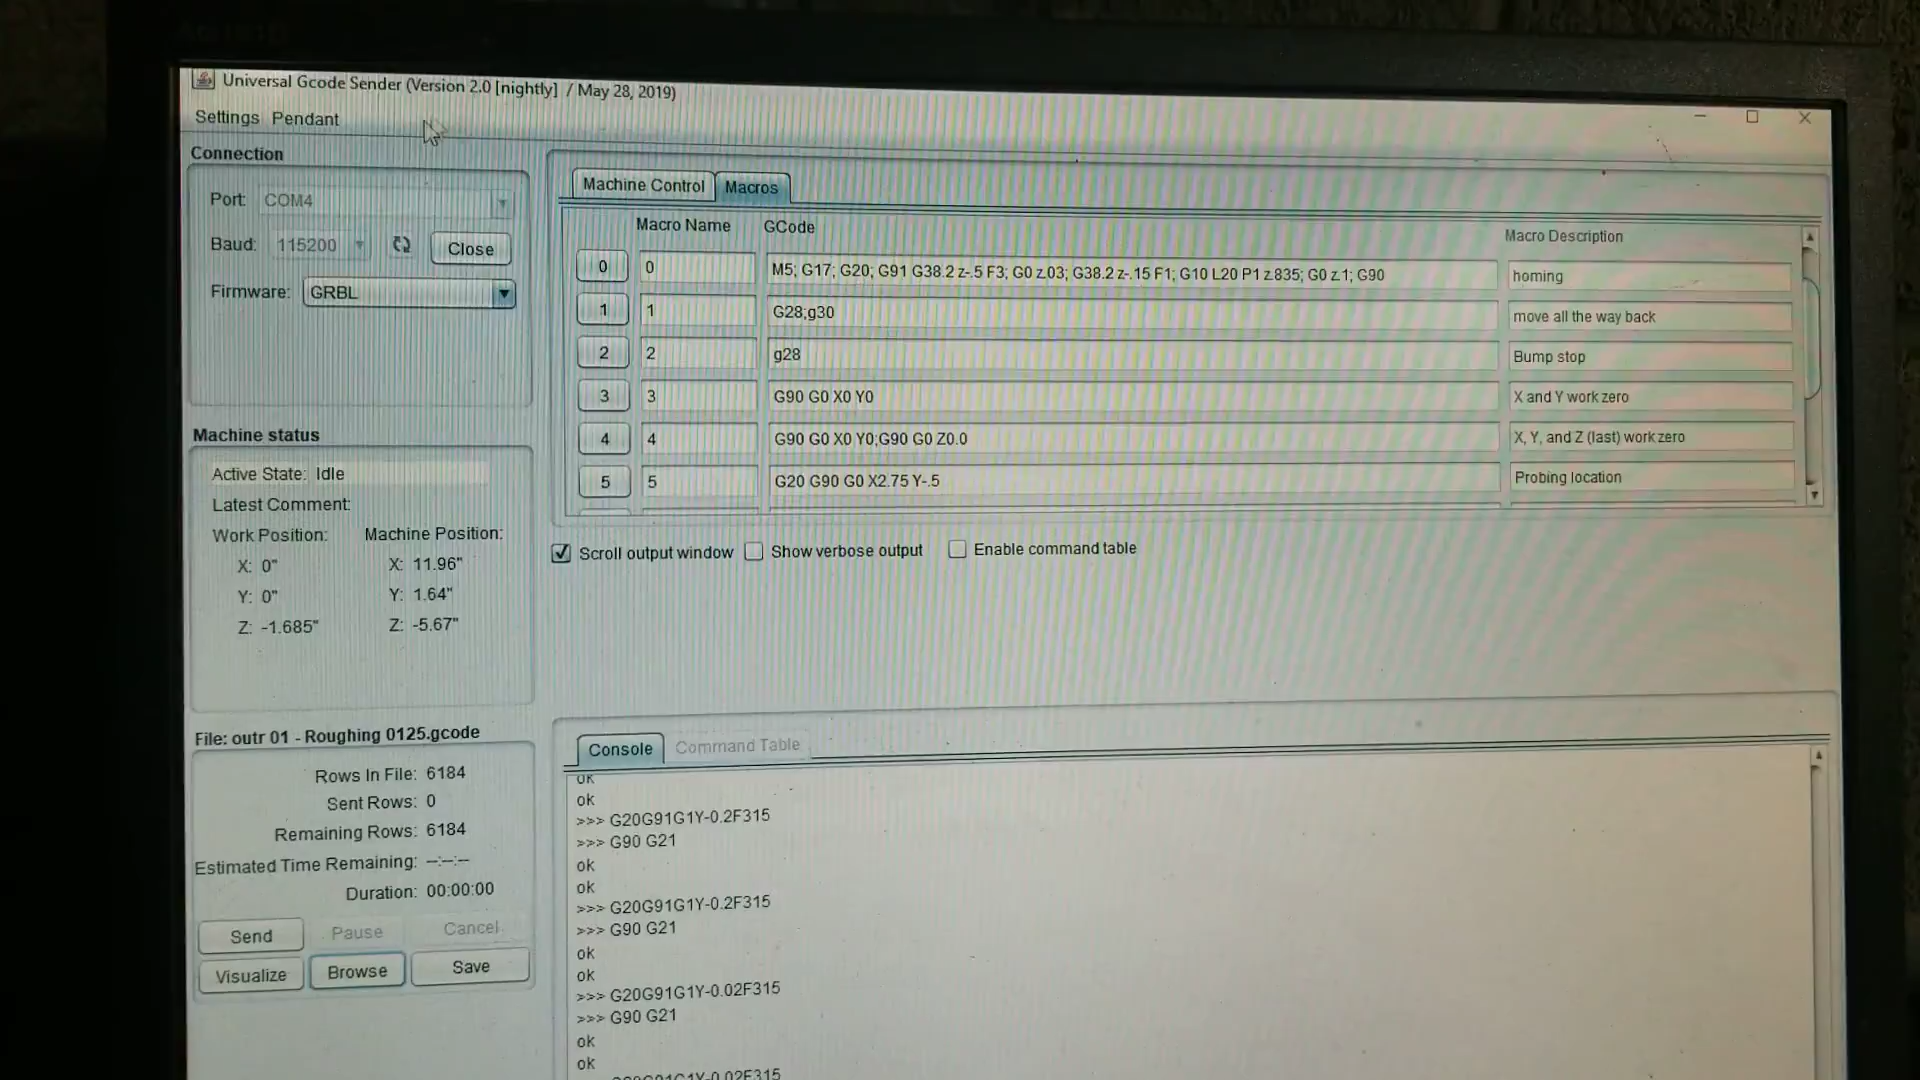 Universal Gcode Sender (Version 2.0 [nightly] / May 28, 2019)
Settings Pendant
Connection
Port: COM4
Baud: 115200 Close
Firmware: GRBL
Machine status
Active State: Idle
Latest Comment:
Work Position: Machine Position:
X: 0" X: 11.96"
Y: 0" Y: 1.64"
Z: -1.685" Z: -5.67"
File: outr 01 - Roughing 0125.gcode
Rows In File: 6184
Sent Rows: 0
Remaining Rows: 6184
Estimated Time Remaining: --:--:--
Duration: 00:00:00
Send Pause Cancel
Visualize Browse Save
Machine Control Macros
Macro Name GCode Macro Description
0 0 M5; G17; G20; G91 G38.2 z-.5 F3; G0 z.03; G38.2 z-.15 F1; G10 L20 P1 z.835; G0 z.1; G90 homing
1 1 G28;g30 move all the way back
2 2 g28 Bump stop
3 3 G90 G0 X0 Y0 X and Y work zero
4 4 G90 G0 X0 Y0;G90 G0 Z0.0 X, Y, and Z (last) work zero
5 5 G20 G90 G0 X2.75 Y-.5 Probing location
Scroll output window Show verbose output Enable command table
Console Command Table
ok
ok
>>> G20G91G1Y-0.2F315
>>> G90 G21
ok
ok
>>> G20G91G1Y-0.2F315
>>> G90 G21
ok
ok
>>> G20G91G1Y-0.02F315
>>> G90 G21
ok
ok
>>> G20G91G1Y-0.02F315